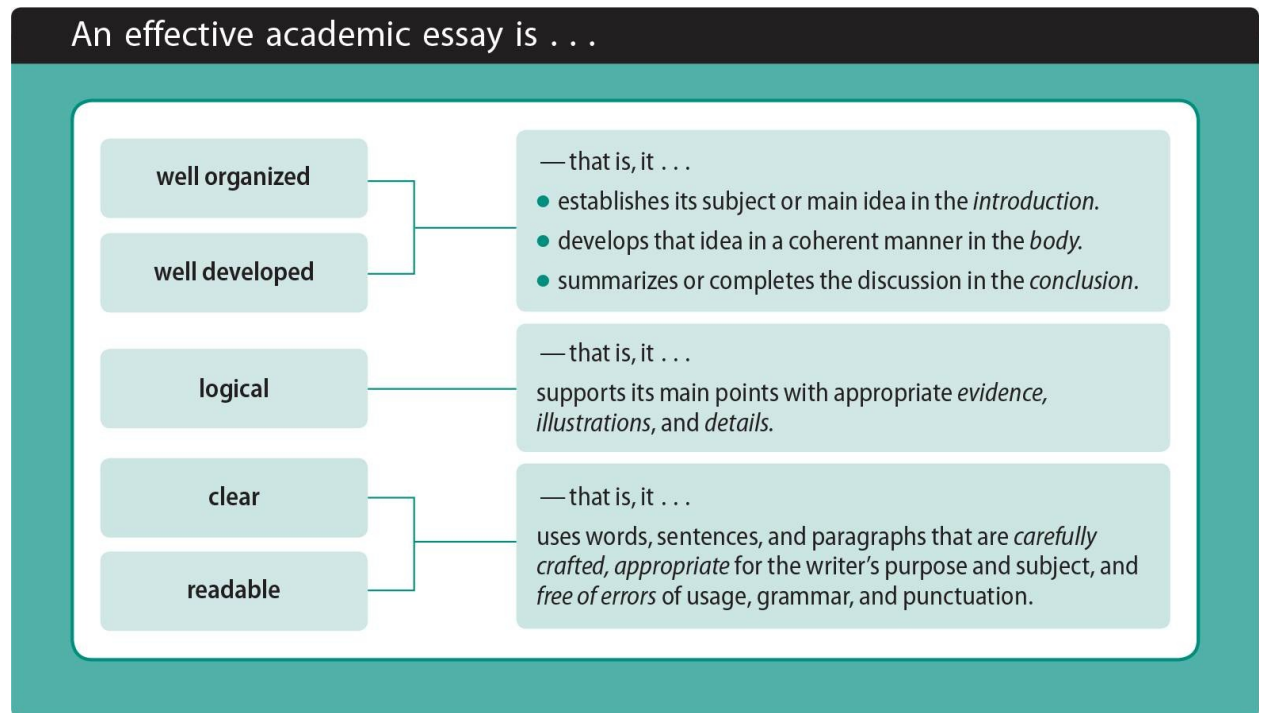 An effective academic essay is . . .
well organized
well developed
—that is, it . . .
● establishes its subject or main idea in the introduction.
● develops that idea in a coherent manner in the body.
● summarizes or completes the discussion in the conclusion.
logical
—that is, it . . .
supports its main points with appropriate evidence,
illustrations, and details.
clear
readable
—that is, it . . .
uses words, sentences, and paragraphs that are carefully
crafted, appropriate for the writer’s purpose and subject, and
free of errors of usage, grammar, and punctuation.